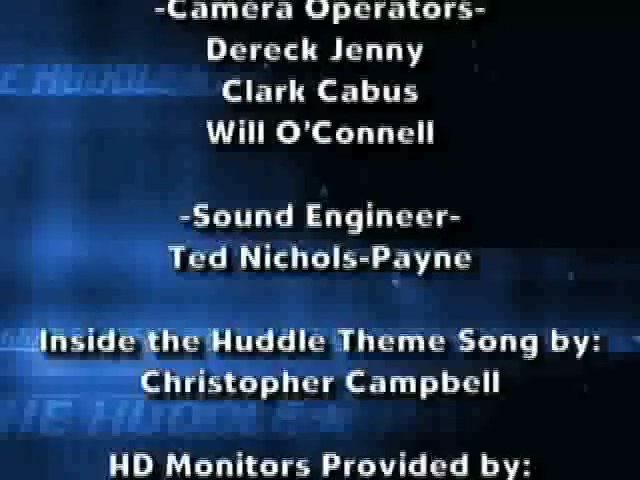 -Camera Operators-
Dereck Jenny
Clark Cabus
Will O'Connell
-Sound Engineer-
Ted Nichols-Payne
Inside the Huddle Theme Song by:
Christopher Campbell
HD Monitors Provided by: